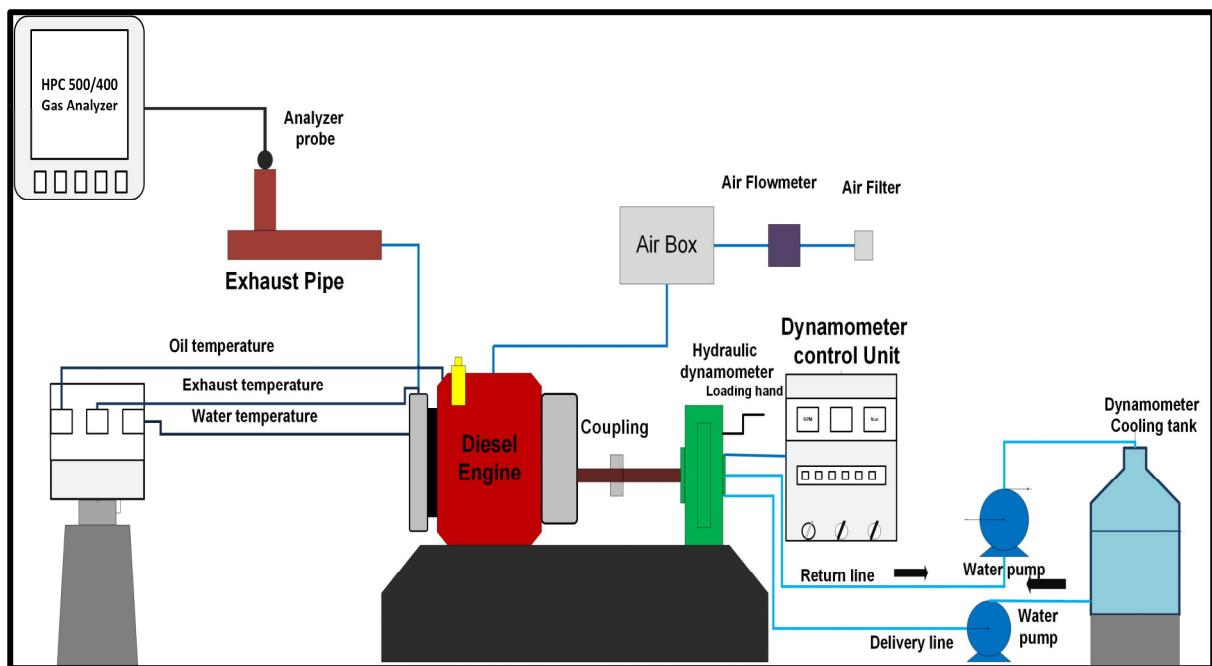 HPC 500/400
Gas Analyzer
Analyzer
probe
Exhaust Pipe
Air Flowmeter
Air Filter
Air Box
Oil temperature
Exhaust temperature
Water temperature
Diesel
Engine
Coupling
Hydraulic
dynamometer
Loading hand
Dynamometer
control Unit
RPM
N.m
Dynamometer
Cooling tank
Return line
Water pump
Delivery line
Water
pump